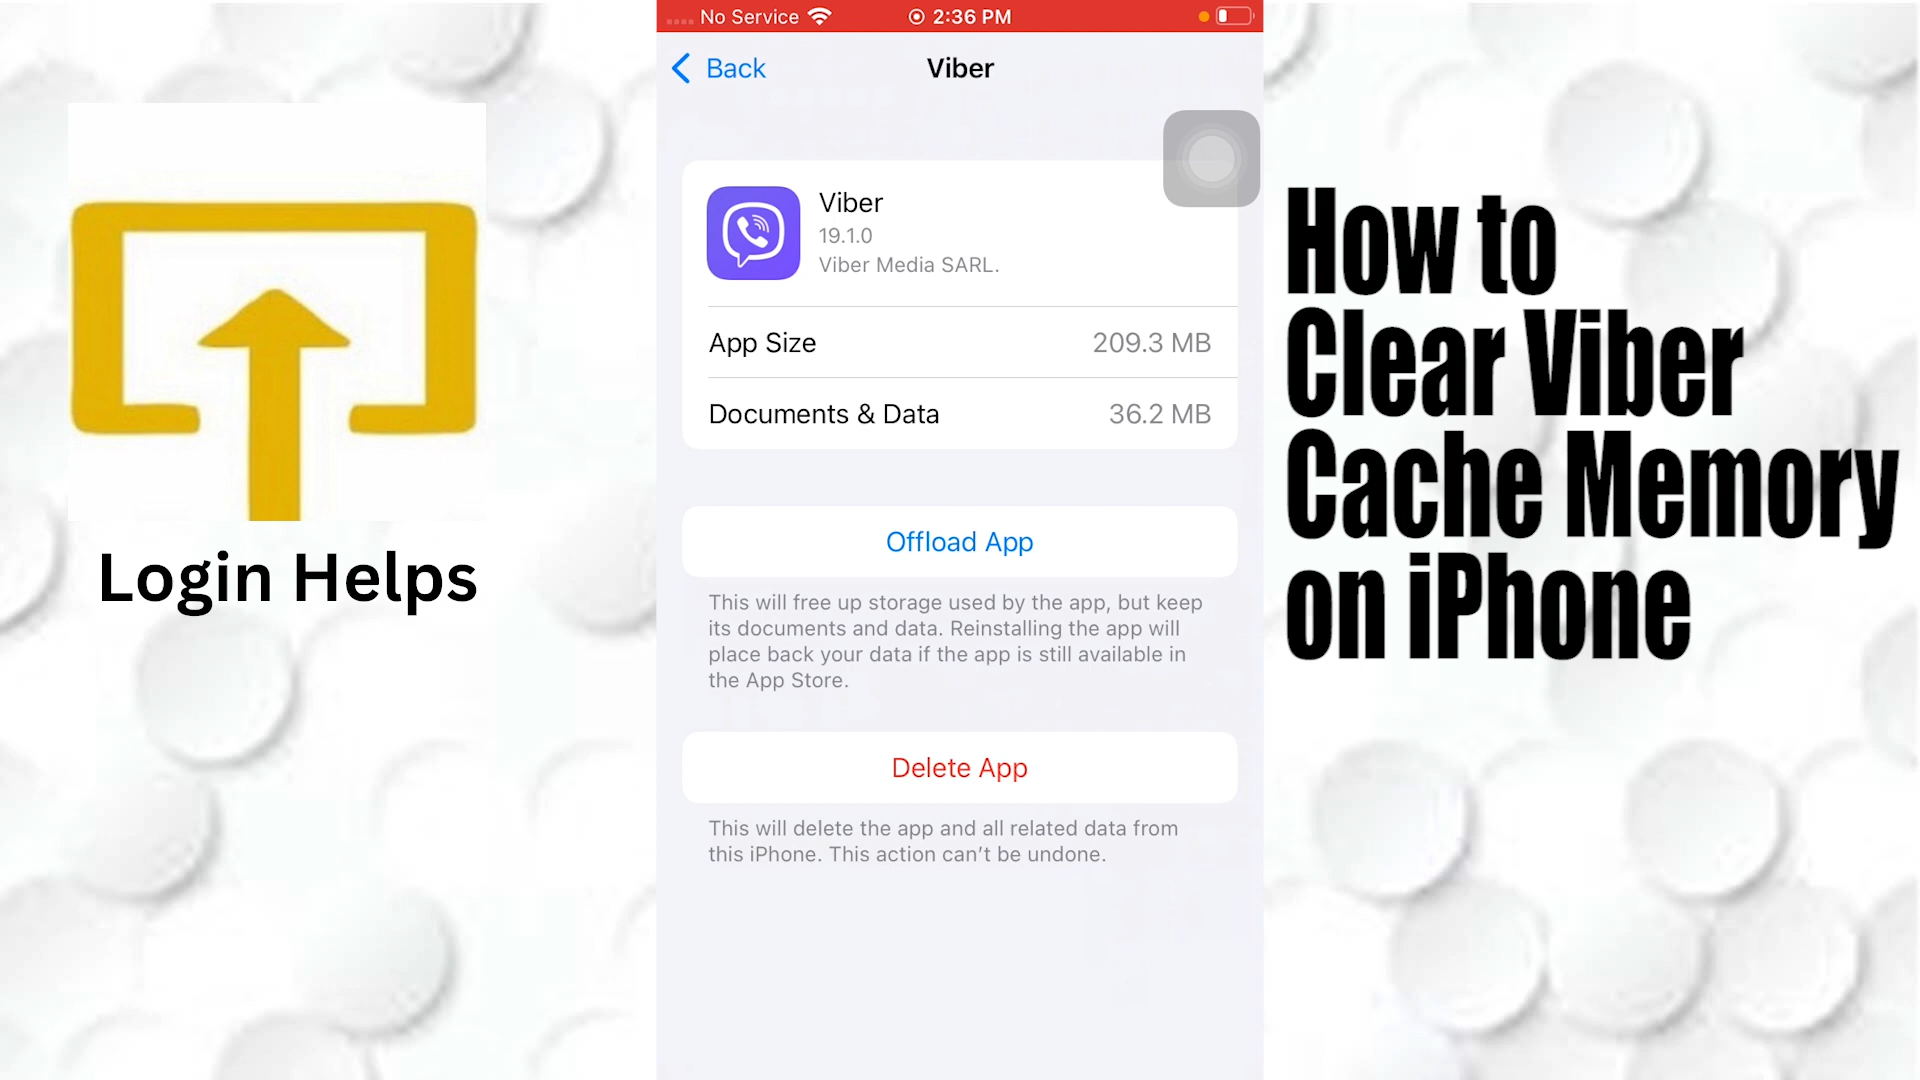 No Service
2:36 PM
Back
Viber
Viber
19.1.0
Viber Media SARL.
App Size
209.3 MB
Documents & Data
36.2 MB
Offload App
This will free up storage used by the app, but keep
its documents and data. Reinstalling the app will
place back your data if the app is still available in
the App Store.
Delete App
This will delete the app and all related data from
this iPhone. This action can't be undone.
Login Helps
How to
Clear Viber
Cache Memory
on iPhone